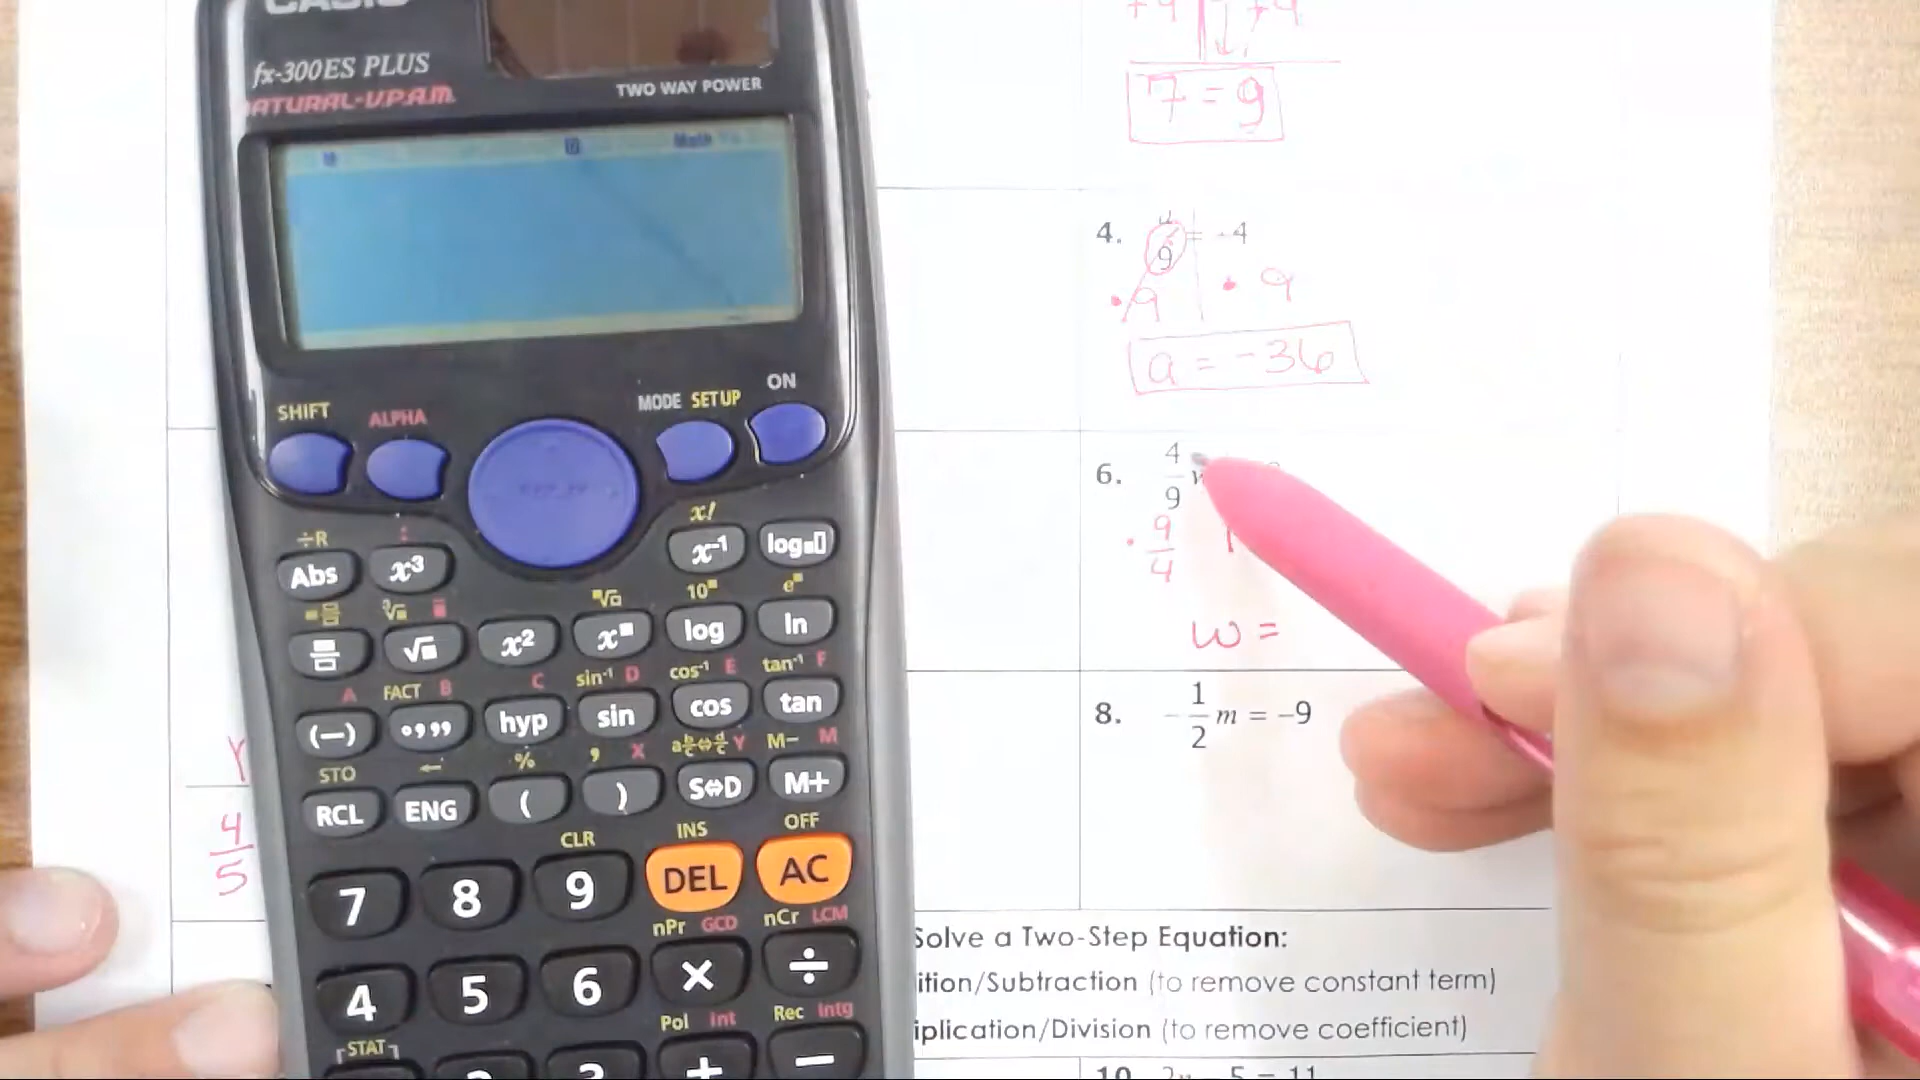 CASIO
fx-300ES PLUS
NATURAL-V.P.A.M.
TWO WAY POWER
Math
SHIFT
ALPHA
MODE SETUP
ON
x!
÷R
Abs
x³
x⁻¹
log
10
e
log
ln
x²
sin⁻¹ D
cos⁻¹ E
tan⁻¹ F
A
FACT B
C
(−)
hyp
sin
cos
tan
STO
←
%
,
X
Y
M− M
RCL
ENG
(
)
S⇔D
M+
CLR
INS
OFF
7
8
9
DEL
AC
nPr GCD
nCr LCM
4
5
6
×
÷
Pol Int
Rec Intg
STAT
+
−
4
5
+9
7 = 9
4.
9
= -4
• 9
• 9
a = -36
6.
4
9
• 9
4
w =
8. -1/2 m = -9
Solve a Two-Step Equation:
ition/Subtraction (to remove constant term)
iplication/Division (to remove coefficient)